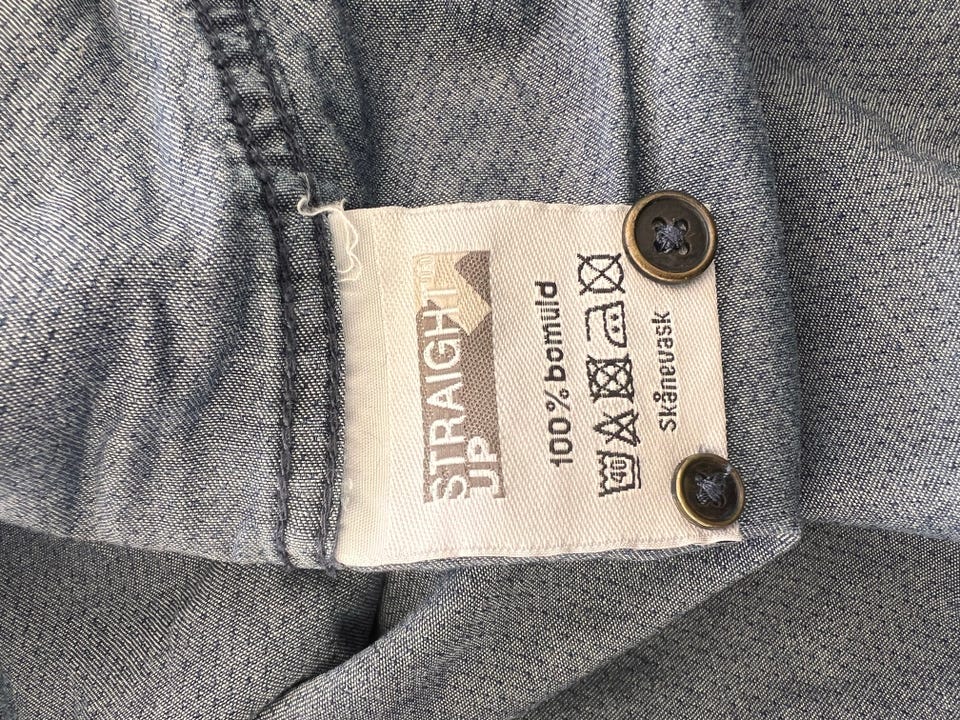 STRAIGHT
UP
100% bomuld
40
skånevask